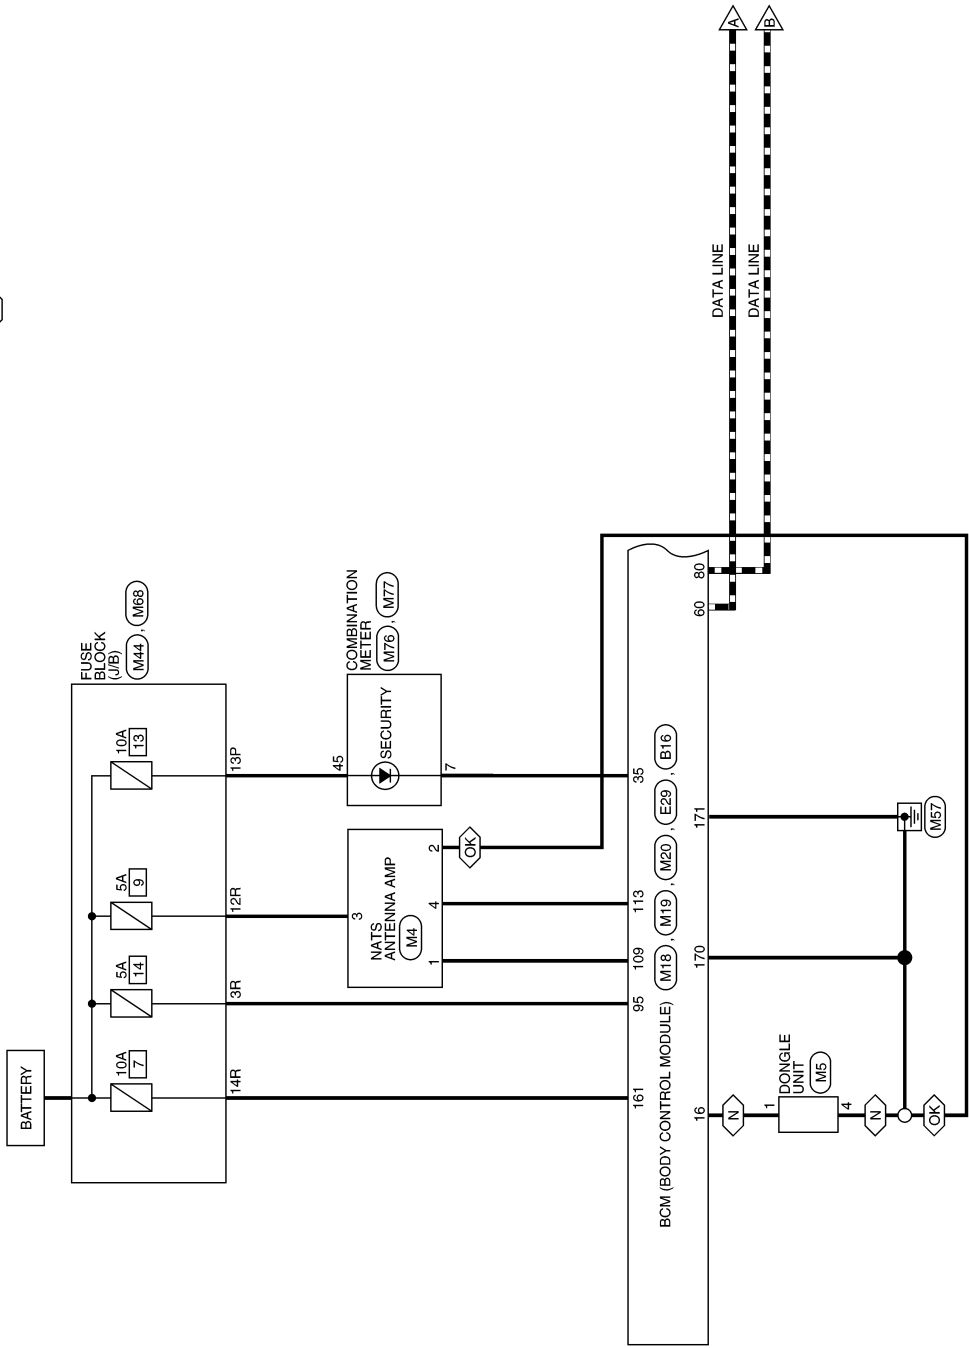 BATTERY
FUSE
BLOCK
(J/B)
M44 , M68
10A
7
5A
14
5A
9
10A
13
14R
3R
12R
13P
COMBINATION
METER
M76 , M77
45
SECURITY
7
NATS
ANTENNA AMP
M4
3
1
4
2
OK
161
95
109
113
35
BCM (BODY CONTROL MODULE) M18 , M19 , M20 , E29 , B16
16
170
171
60
80
DATA LINE
A
DATA LINE
B
N
1
DONGLE
UNIT
M5
4
N
OK
M57